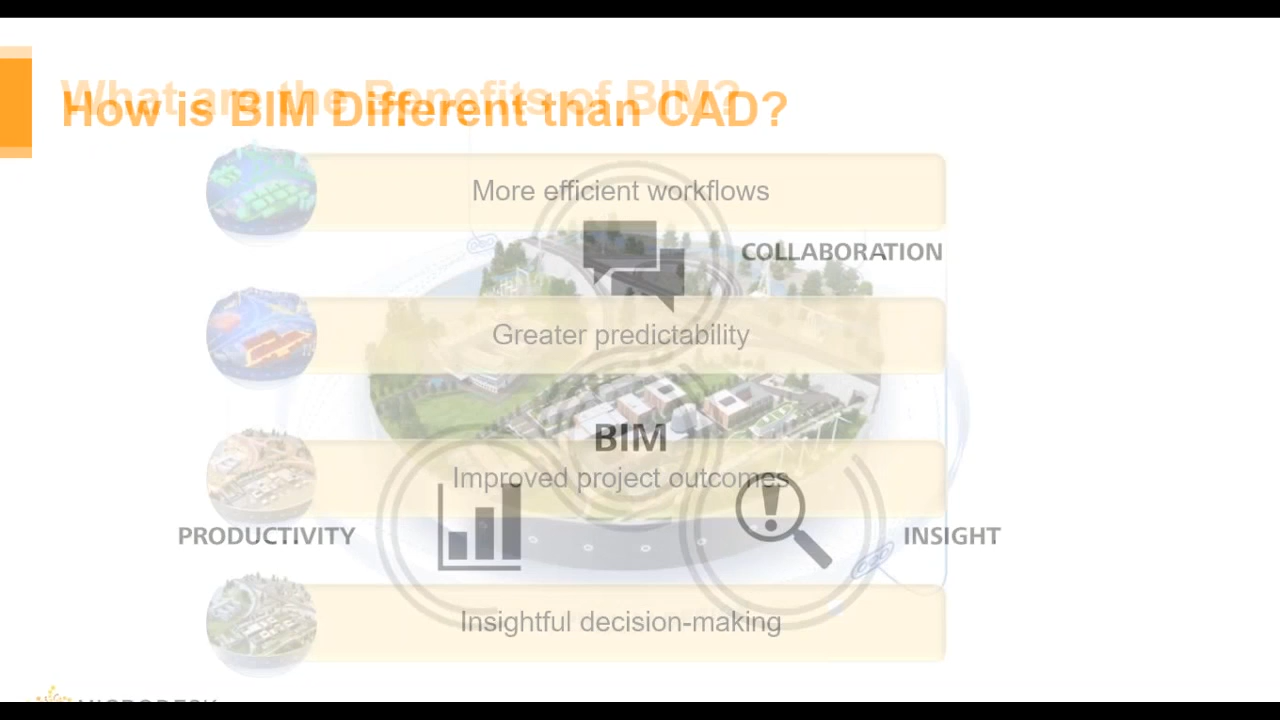 What are the Benefits of BIM?
How is BIM Different than CAD?
More efficient workflows
COLLABORATION
Greater predictability
BIM
Improved project outcomes
PRODUCTIVITY
INSIGHT
Insightful decision-making
MICRODESK